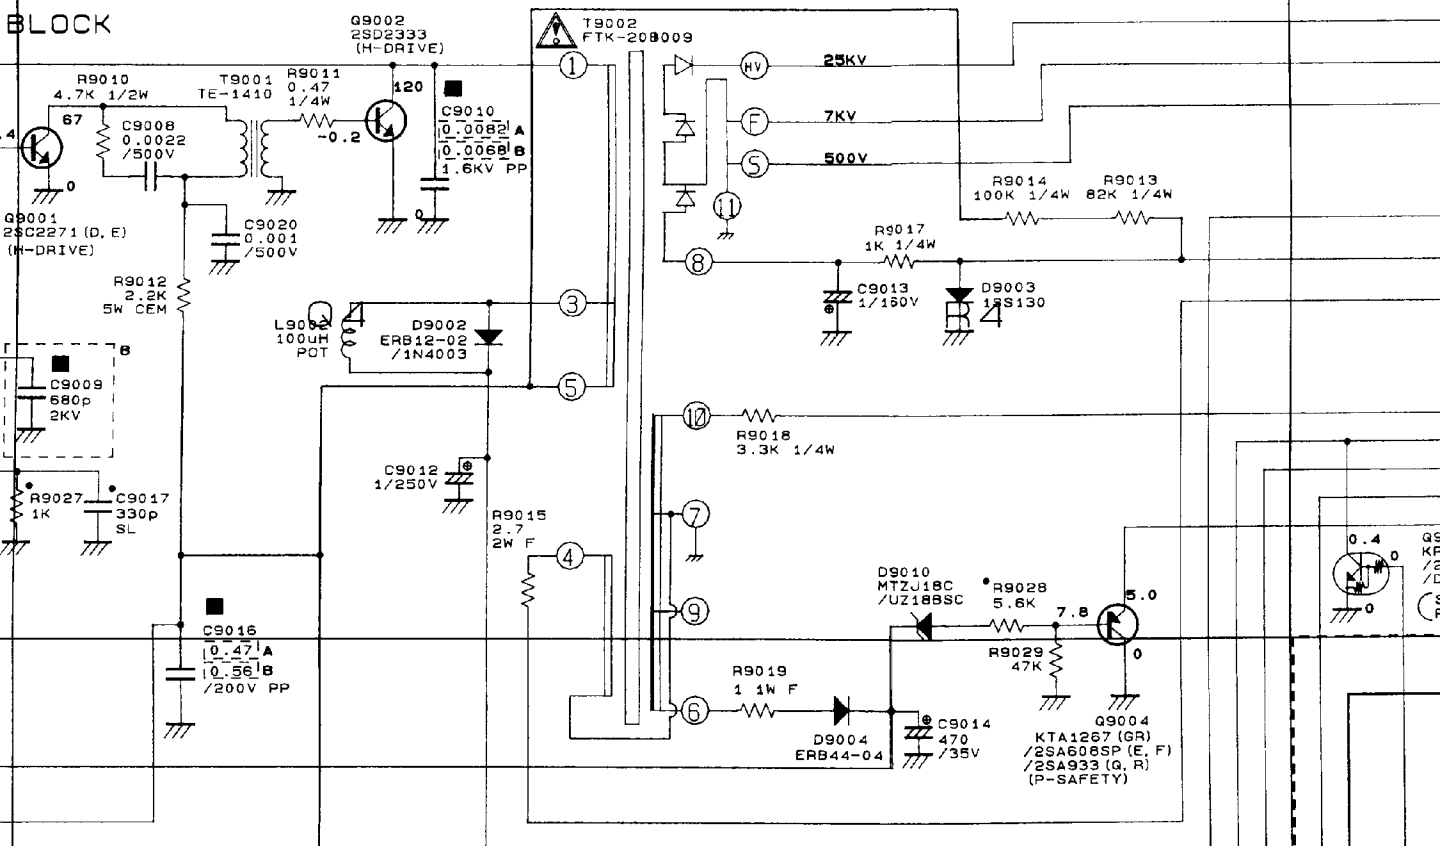 BLOCK
Q9002
2SD2333
(H-DRIVE)
T9002
FTK-20B009
1
HV
25KV
R9010
4.7K 1/2W
T9001
TE-1410
R9011
0.47
1/4W
120
67
C9008
0.0022
/500V
-0.2
C9010
0.0082 A
0.0068 B
1.6KV PP
F
7KV
S
500V
0
11
R9014
100K 1/4W
R9013
82K 1/4W
Q9001
2SC2271(D,E)
(H-DRIVE)
C9020
0.001
/500V
0
R9017
1K 1/4W
8
R9012
2.2K
5W CEM
C9013
1/160V
D9003
1SS130
B4
3
Q4
L9002
100uH
POT
D9002
ERB12-02
/1N4003
B
C9009
680p
2KV
5
10
R9018
3.3K 1/4W
C9012
1/250V
R9027
1K
C9017
330p
SL
R9015
2.7
2W F
7
4
0.4
0
D9010
MTZJ18C
/UZ18BSC
R9028
5.6K
5.0
7.8
9
0
C9016
0.47 A
0.56 B
/200V PP
R9029
47K
0
R9019
1 1W F
6
D9004
ERB44-04
C9014
470
/35V
Q9004
KTA1267(GR)
/2SA608SP(E,F)
/2SA933(Q,R)
(P-SAFETY)